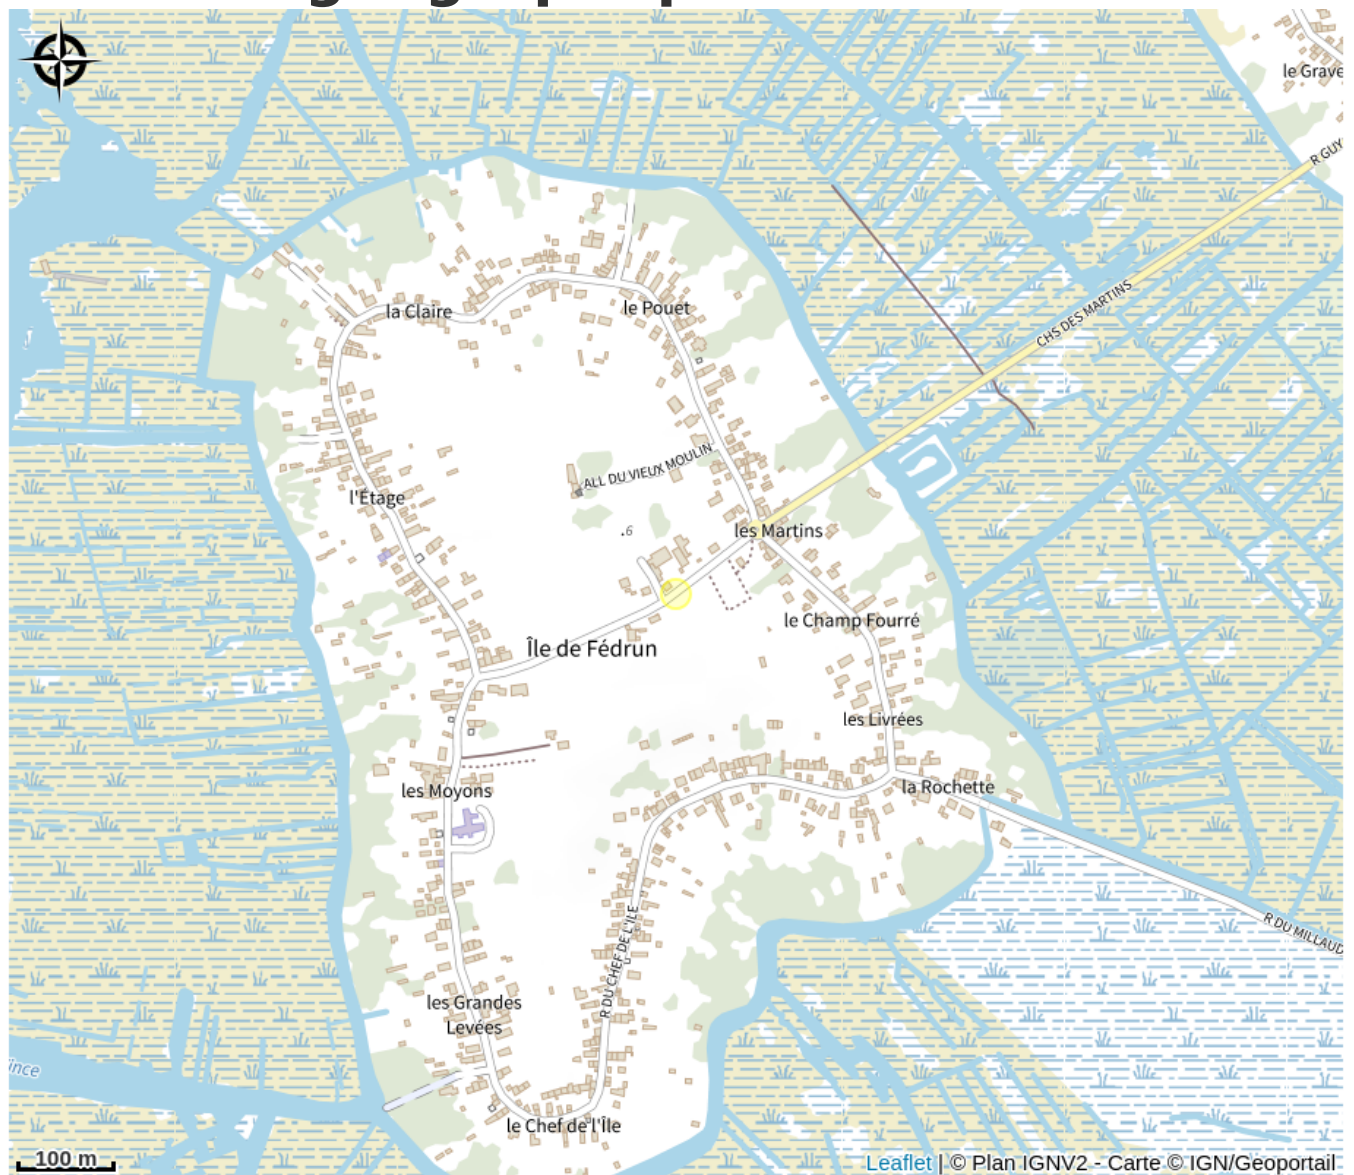 le Grave
R GUY
CHS DES MARTINS
la Claire
le Pouet
ALL DU VIEUX MOULIN
l'Étage
.6
les Martins
le Champ Fourré
Île de Fédrun
les Livrées
les Moyons
la Rochette
R DU CHEF DE L'ILE
R DU MILLAUD
les Grandes
Levées
ince
le Chef de l'Île
100 m
Leaflet | © Plan IGNV2 - Carte © IGN/Geoportail